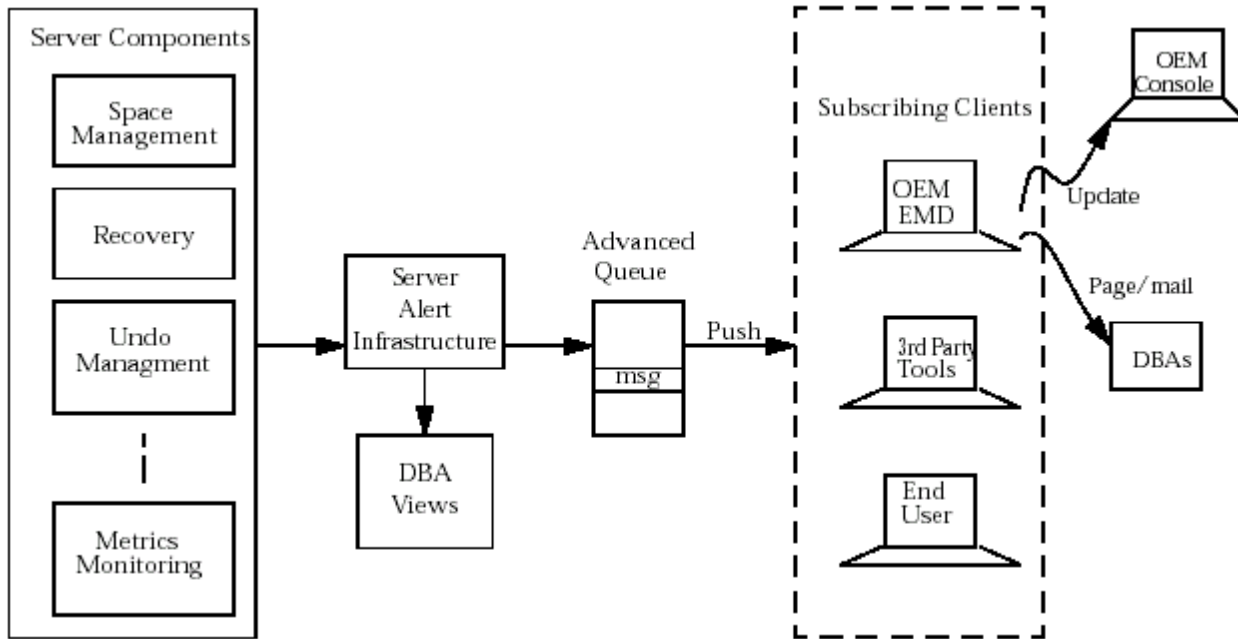 Server Components
Space
Management
Recovery
Undo
Managment
Metrics
Monitoring
Server
Alert
Infrastructure
DBA
Views
Advanced
Queue
msg
Push
Subscribing Clients
OEM
EMD
3rd Party
Tools
End
User
OEM
Console
Update
Page/mail
DBAs